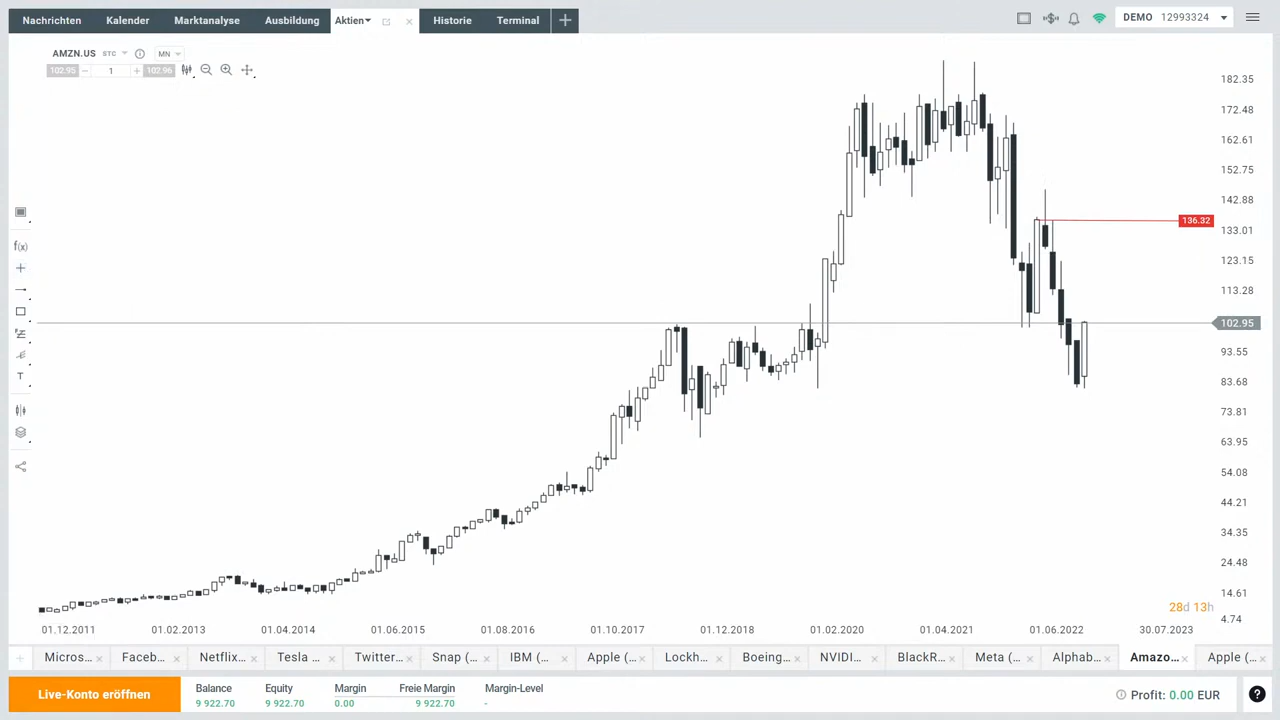 Nachrichten Kalender Marktanalyse Ausbildung Aktien Historie Terminal DEMO 12993324
AMZN.US STC MN
102.95 1 102.96
182.35
172.48
162.61
152.75
142.88
136.32
133.01
123.15
113.28
102.95
93.55
83.68
73.81
63.95
54.08
44.21
34.35
24.48
14.61
4.74
f(x)
T
28d 13h
01.12.2011 01.02.2013 01.04.2014 01.06.2015 01.08.2016 01.10.2017 01.12.2018 01.02.2020 01.04.2021 01.06.2022 30.07.2023
Micros... Faceb... Netflix... Tesla ... Twitter... Snap (... IBM (... Apple (... Lockh... Boeing... NVIDI... BlackR... Meta (... Alphab... Amazo... Apple (...
Live-Konto eröffnen
Balance Equity Margin Freie Margin Margin-Level
9 922.70 9 922.70 0.00 9 922.70 -
Profit: 0.00 EUR